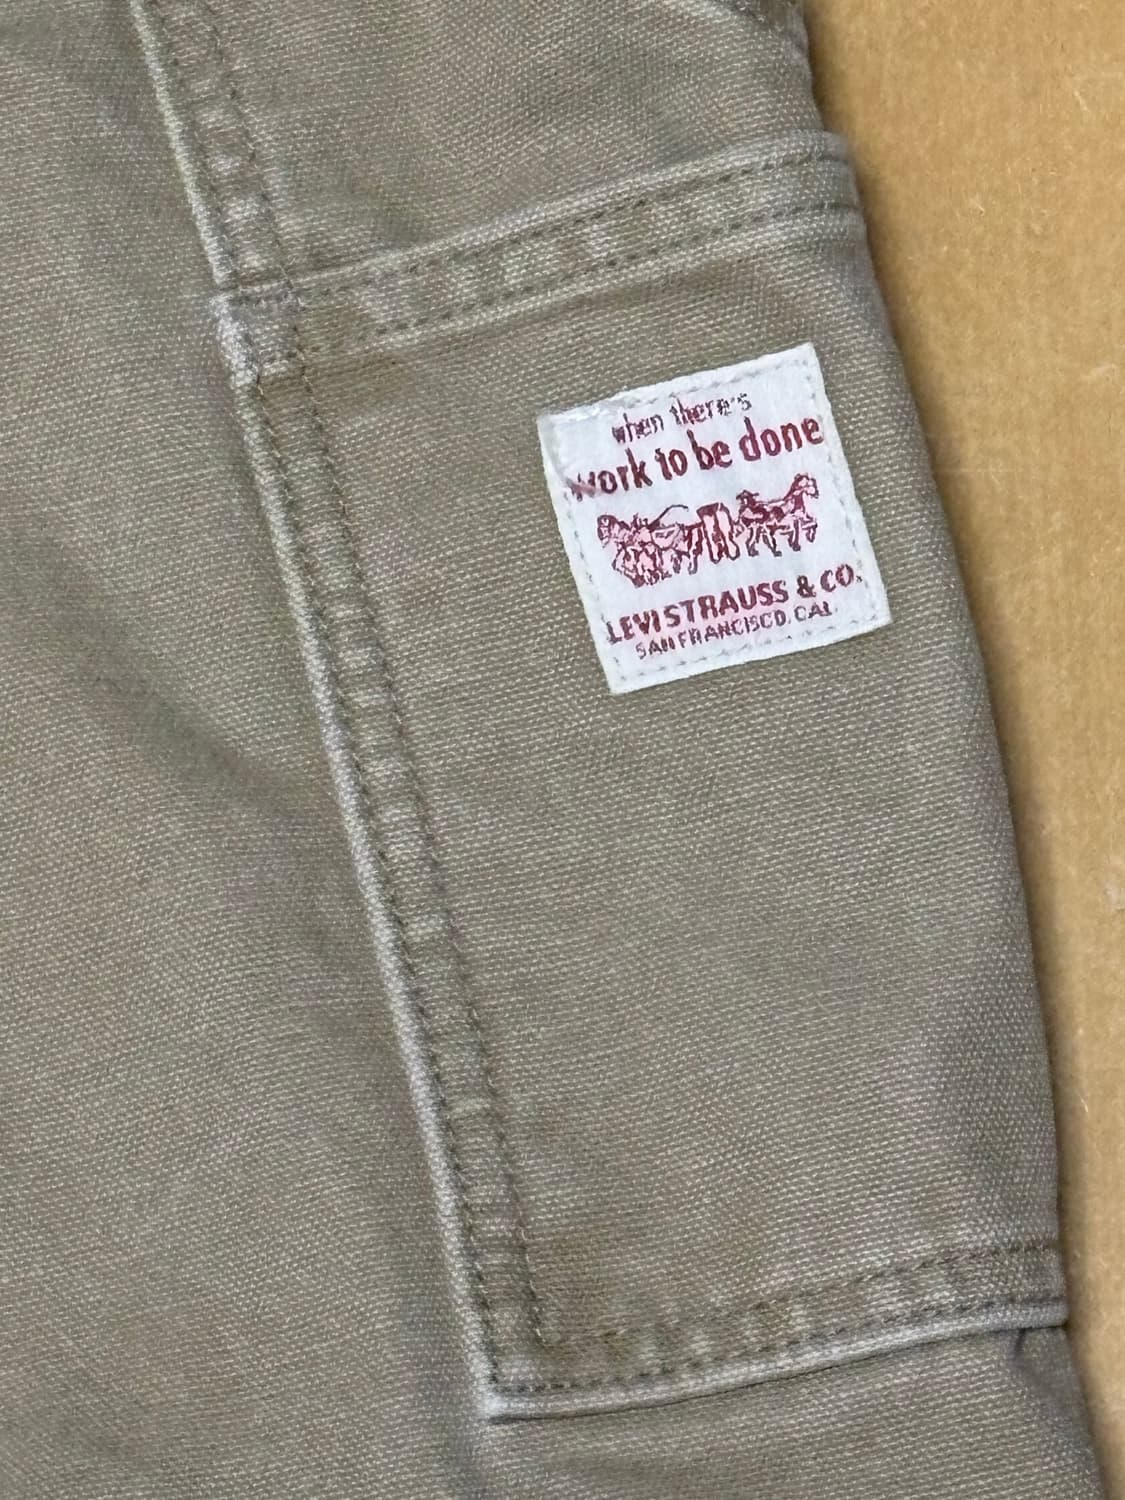 when there's
work to be done
LEVI STRAUSS & CO.
SAN FRANCISCO, CAL.